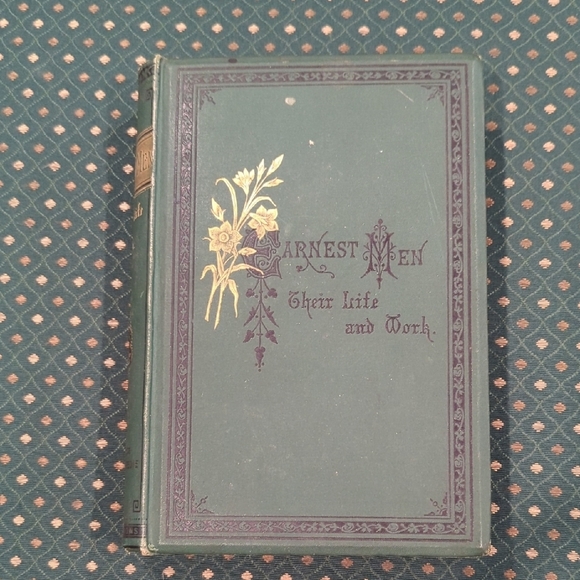 Earnest Men
Their Life
and Work.